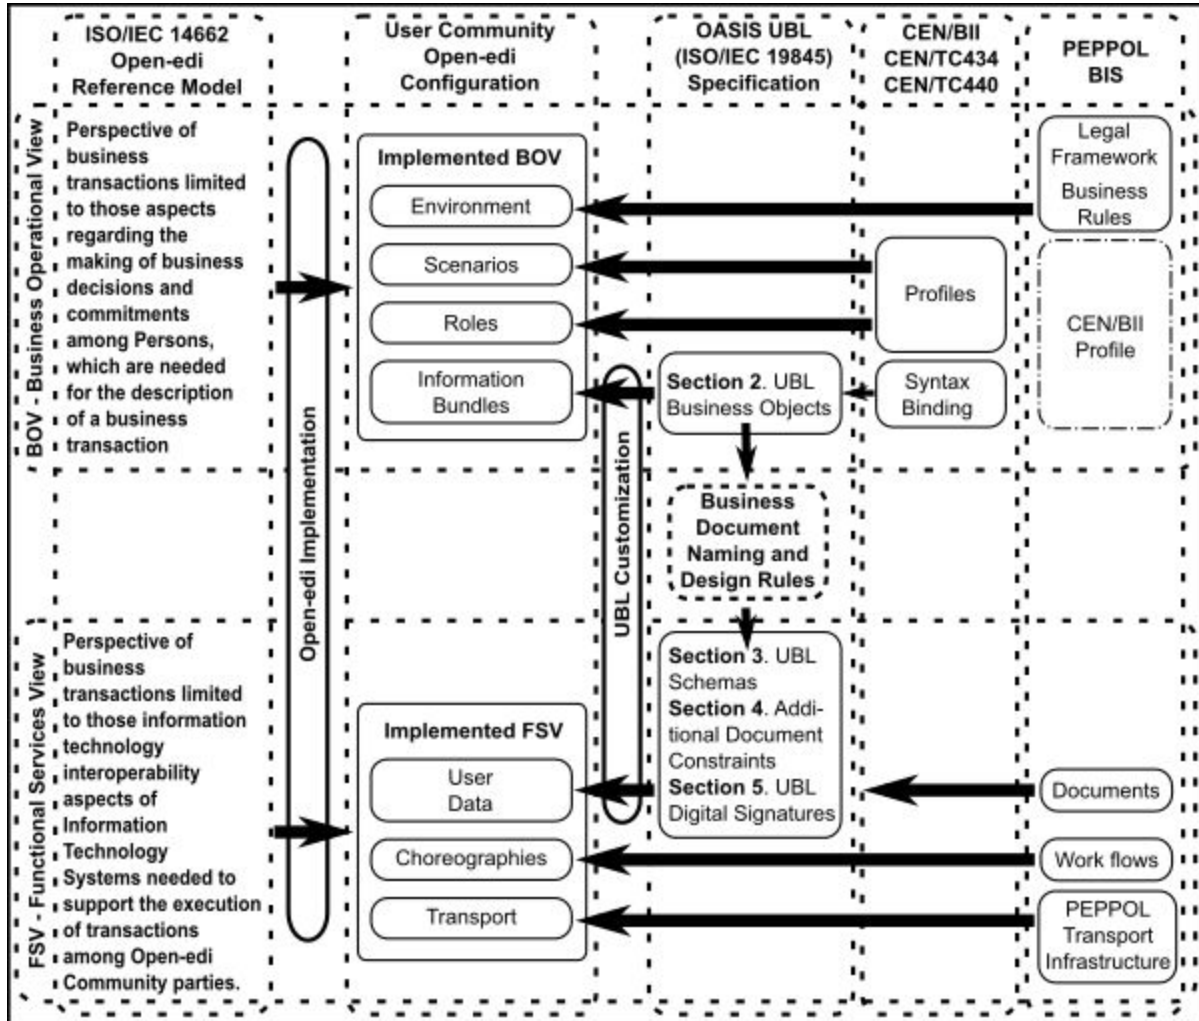 ISO/IEC 14662
Open-edi
Reference Model
User Community
Open-edi
Configuration
OASIS UBL
(ISO/IEC 19845)
Specification
CEN/BII
CEN/TC434
CEN/TC440
PEPPOL
BIS
BOV - Business Operational View
Perspective of
business
transactions limited
to those aspects
regarding the
making of business
decisions and
commitments
among Persons,
which are needed
for the description
of a business
transaction
Open-edi Implementation
Implemented BOV
Environment
Scenarios
Roles
Information
Bundles
UBL Customization
Section 2. UBL
Business Objects
Profiles
Syntax
Binding
Legal
Framework
Business
Rules
CEN/BII
Profile
Business
Document
Naming and
Design Rules
FSV - Functional Services View
Perspective of
business
transactions limited
to those information
technology
interoperability
aspects of
Information
Technology
Systems needed to
support the execution
of transactions
among Open-edi
Community parties.
Implemented FSV
User
Data
Choreographies
Transport
Section 3. UBL
Schemas
Section 4. Addi-
tional Document
Constraints
Section 5. UBL
Digital Signatures
Documents
Work flows
PEPPOL
Transport
Infrastructure